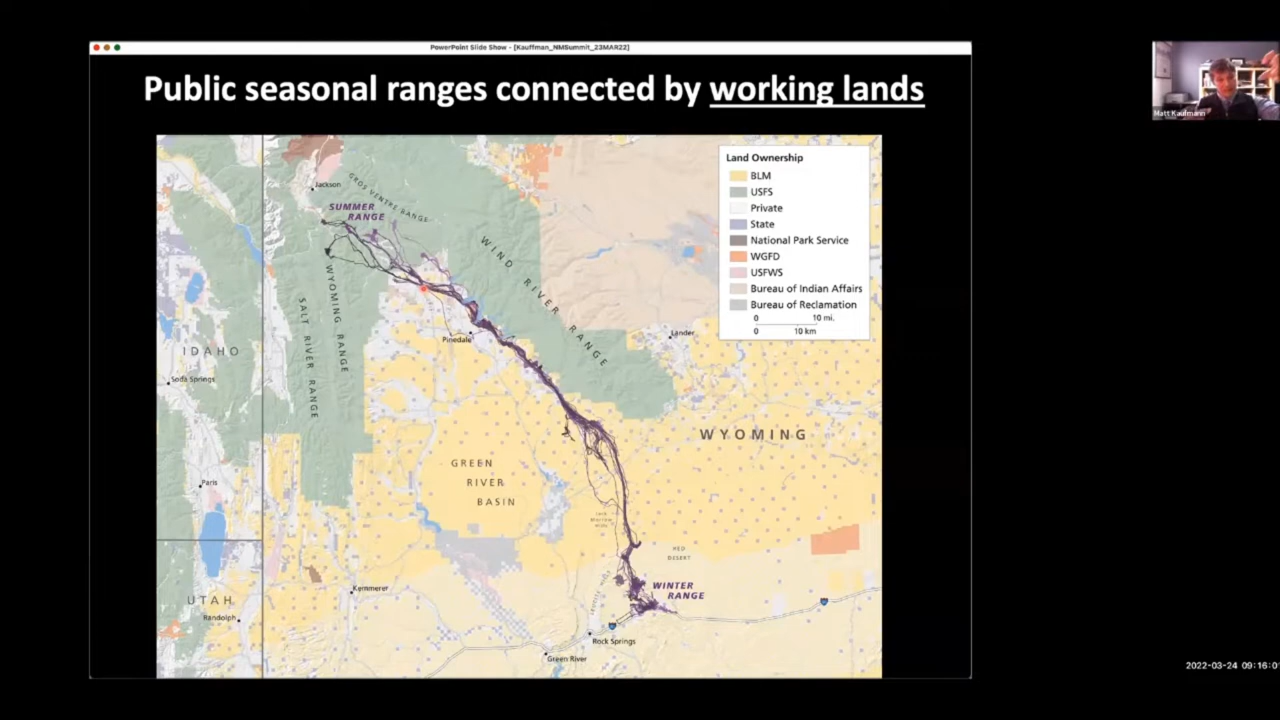 PowerPoint Slide Show - [Kauffman_NMSummit_23MAR22]
Public seasonal ranges connected by working lands
Matt Kauffman
Land Ownership
BLM
USFS
Private
State
National Park Service
WGFD
USFWS
Bureau of Indian Affairs
Bureau of Reclamation
0 10 mi.
0 10 km
Jackson
GROS VENTRE RANGE
SUMMER
RANGE
WIND RIVER RANGE
WYOMING RANGE
SALT RIVER RANGE
Pinedale
Lander
IDAHO
Soda Springs
WYOMING
GREEN
RIVER
BASIN
Paris
RED
DESERT
WINTER
RANGE
Kemmerer
UTAH
Randolph
Rock Springs
Green River
2022-03-24 09:16:01